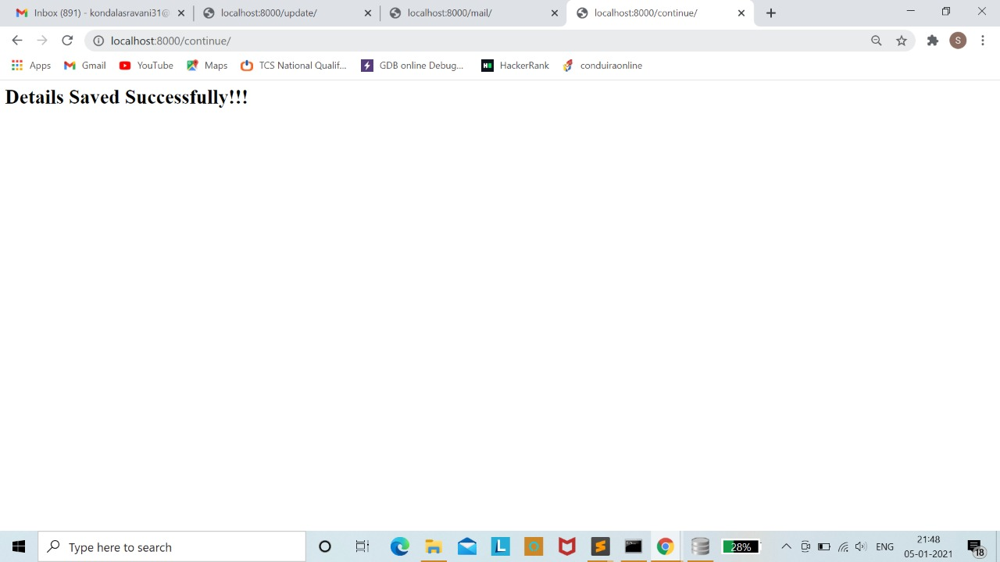 Inbox (891) - kondalasravani31@
localhost:8000/update/
localhost:8000/mail/
localhost:8000/continue/
localhost:8000/continue/
S
Apps
Gmail
YouTube
Maps
TCS National Qualif...
GDB online Debug...
HackerRank
conduiraonline
Details Saved Successfully!!!
Type here to search
28%
ENG
21:48
05-01-2021
18